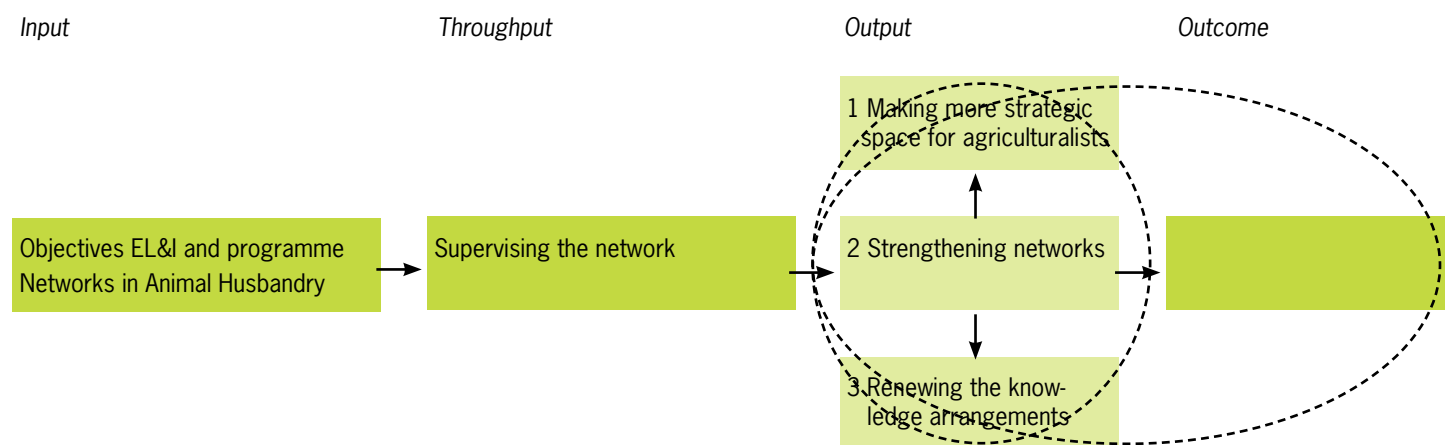 Input
Throughput
Output
Outcome
1 Making more strategic
space for agriculturalists
Objectives EL&I and programme
Networks in Animal Husbandry
Supervising the network
2 Strengthening networks
3 Renewing the know-
ledge arrangements